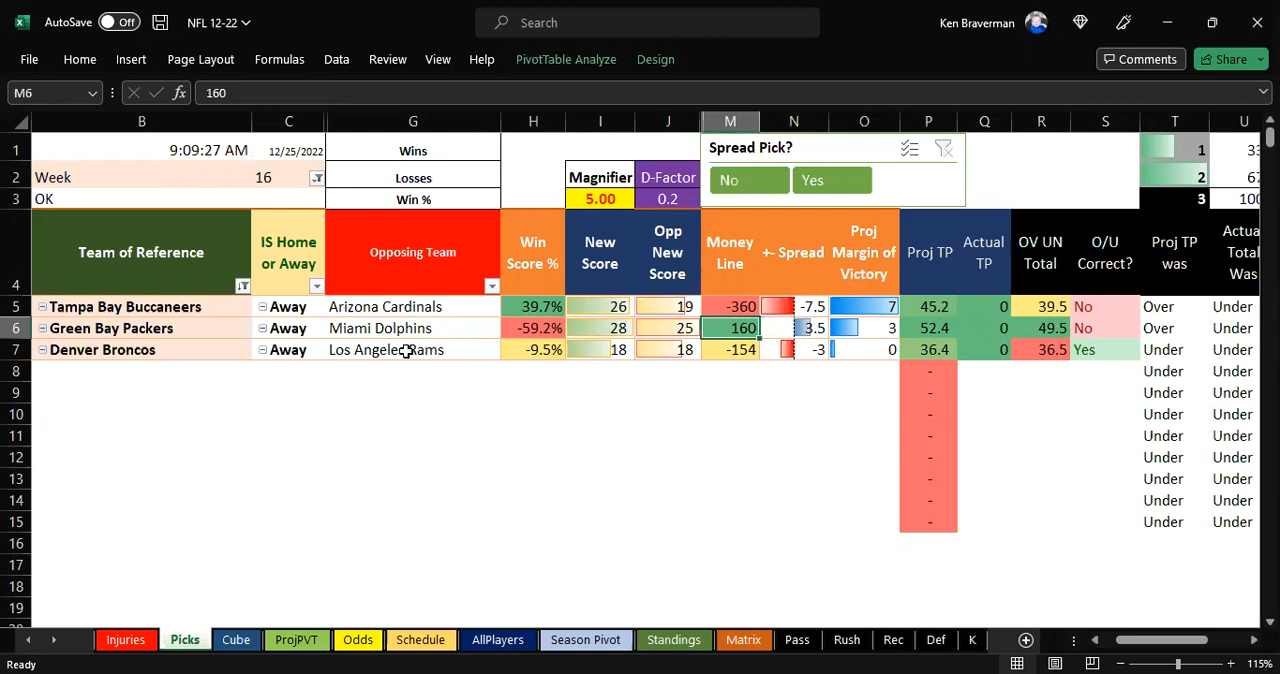 AutoSave Off NFL 12-22 Search Ken Braverman
File Home Insert Page Layout Formulas Data Review View Help PivotTable Analyze Design Comments Share
M6 fx 160
B C G H I J M N O P Q R S T U
1 9:09:27 AM 12/25/2022 Wins Spread Pick? 1 33
2 Week 16 Losses Magnifier D-Factor No Yes 2 67
3 OK Win % 5.00 0.2 3 100
4 Team of Reference IS Home or Away Opposing Team Win Score % New Score Opp New Score Money Line +- Spread Proj Margin of Victory Proj TP Actual TP OV UN Total O/U Correct? Proj TP was Actua Total Was
5 Tampa Bay Buccaneers Away Arizona Cardinals 39.7% 26 19 -360 -7.5 7 45.2 0 39.5 No Over Under
6 Green Bay Packers Away Miami Dolphins -59.2% 28 25 160 3.5 3 52.4 0 49.5 No Over Under
7 Denver Broncos Away Los Angeles Rams -9.5% 18 18 -154 -3 0 36.4 0 36.5 Yes Under Under
8 - Under Under
9 - Under Under
10 - Under Under
11 - Under Under
12 - Under Under
13 - Under Under
14 - Under Under
15 - Under Under
16
17
18
19
Injuries Picks Cube ProjPVT Odds Schedule AllPlayers Season Pivot Standings Matrix Pass Rush Rec Def K
Ready 115%